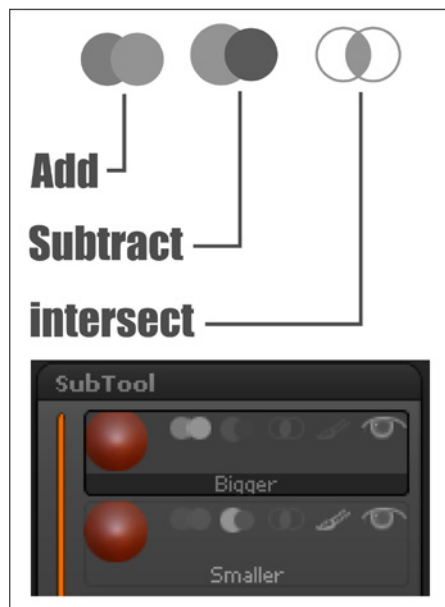 Add
Subtract
intersect
SubTool
Bigger
Smaller